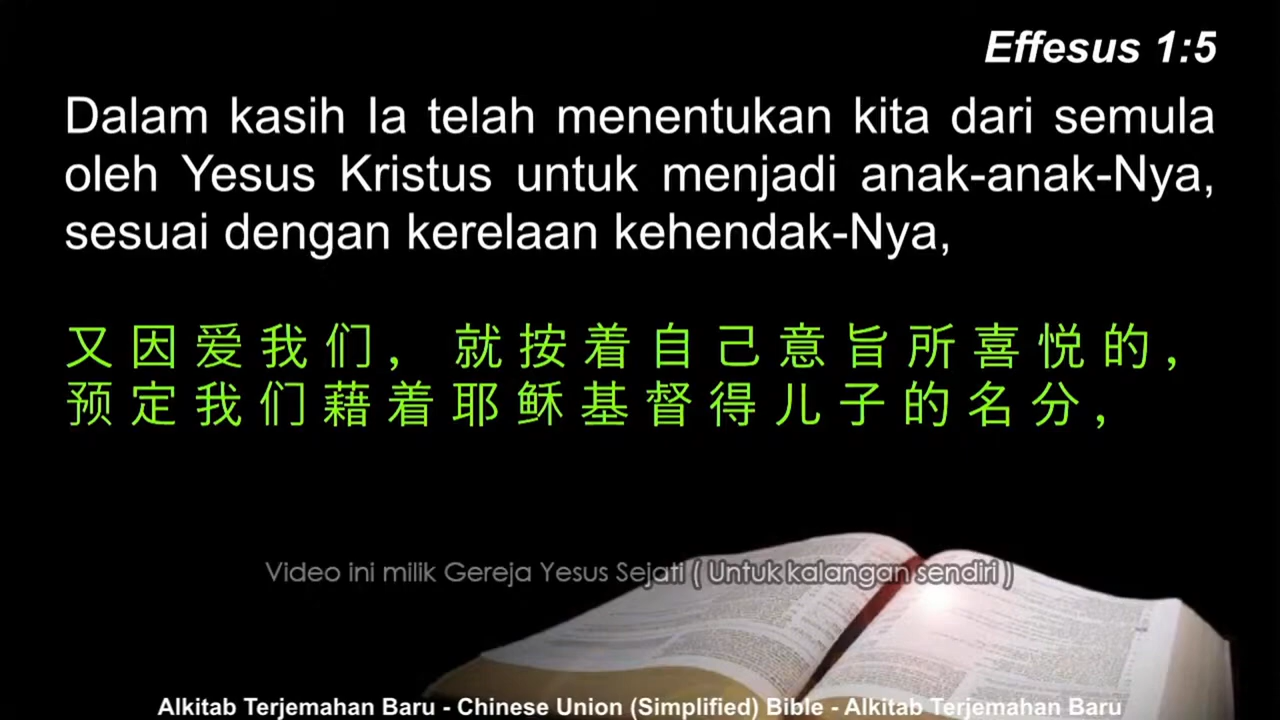 Effesus 1:5
Dalam kasih Ia telah menentukan kita dari semula
oleh Yesus Kristus untuk menjadi anak-anak-Nya,
sesuai dengan kerelaan kehendak-Nya,
又因爱我们，就按着自己意旨所喜悦的，
预定我们藉着耶稣基督得儿子的名分，
Video ini milik Gereja Yesus Sejati ( Untuk kalangan sendiri )
Alkitab Terjemahan Baru - Chinese Union (Simplified) Bible - Alkitab Terjemahan Baru